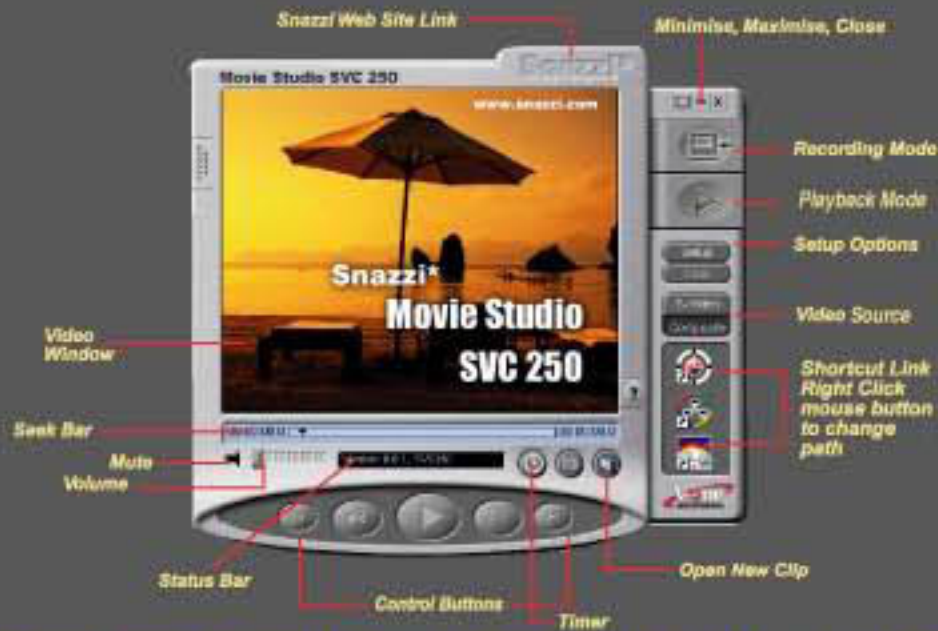 Snazzi Web Site Link
Minimise, Maximise, Close
Snazzi*
Movie Studio SVC 250
www.snazzi.com
Recording Mode
Playback Mode
Setup Options
Snazzi*
Movie Studio
SVC 250
Video Source
Composite
Video
Window
Shortcut Link
Right Click
mouse button
to change
path
?
Seek Bar
Mute
Volume
Status Bar
Control Buttons
Timer
Open New Clip